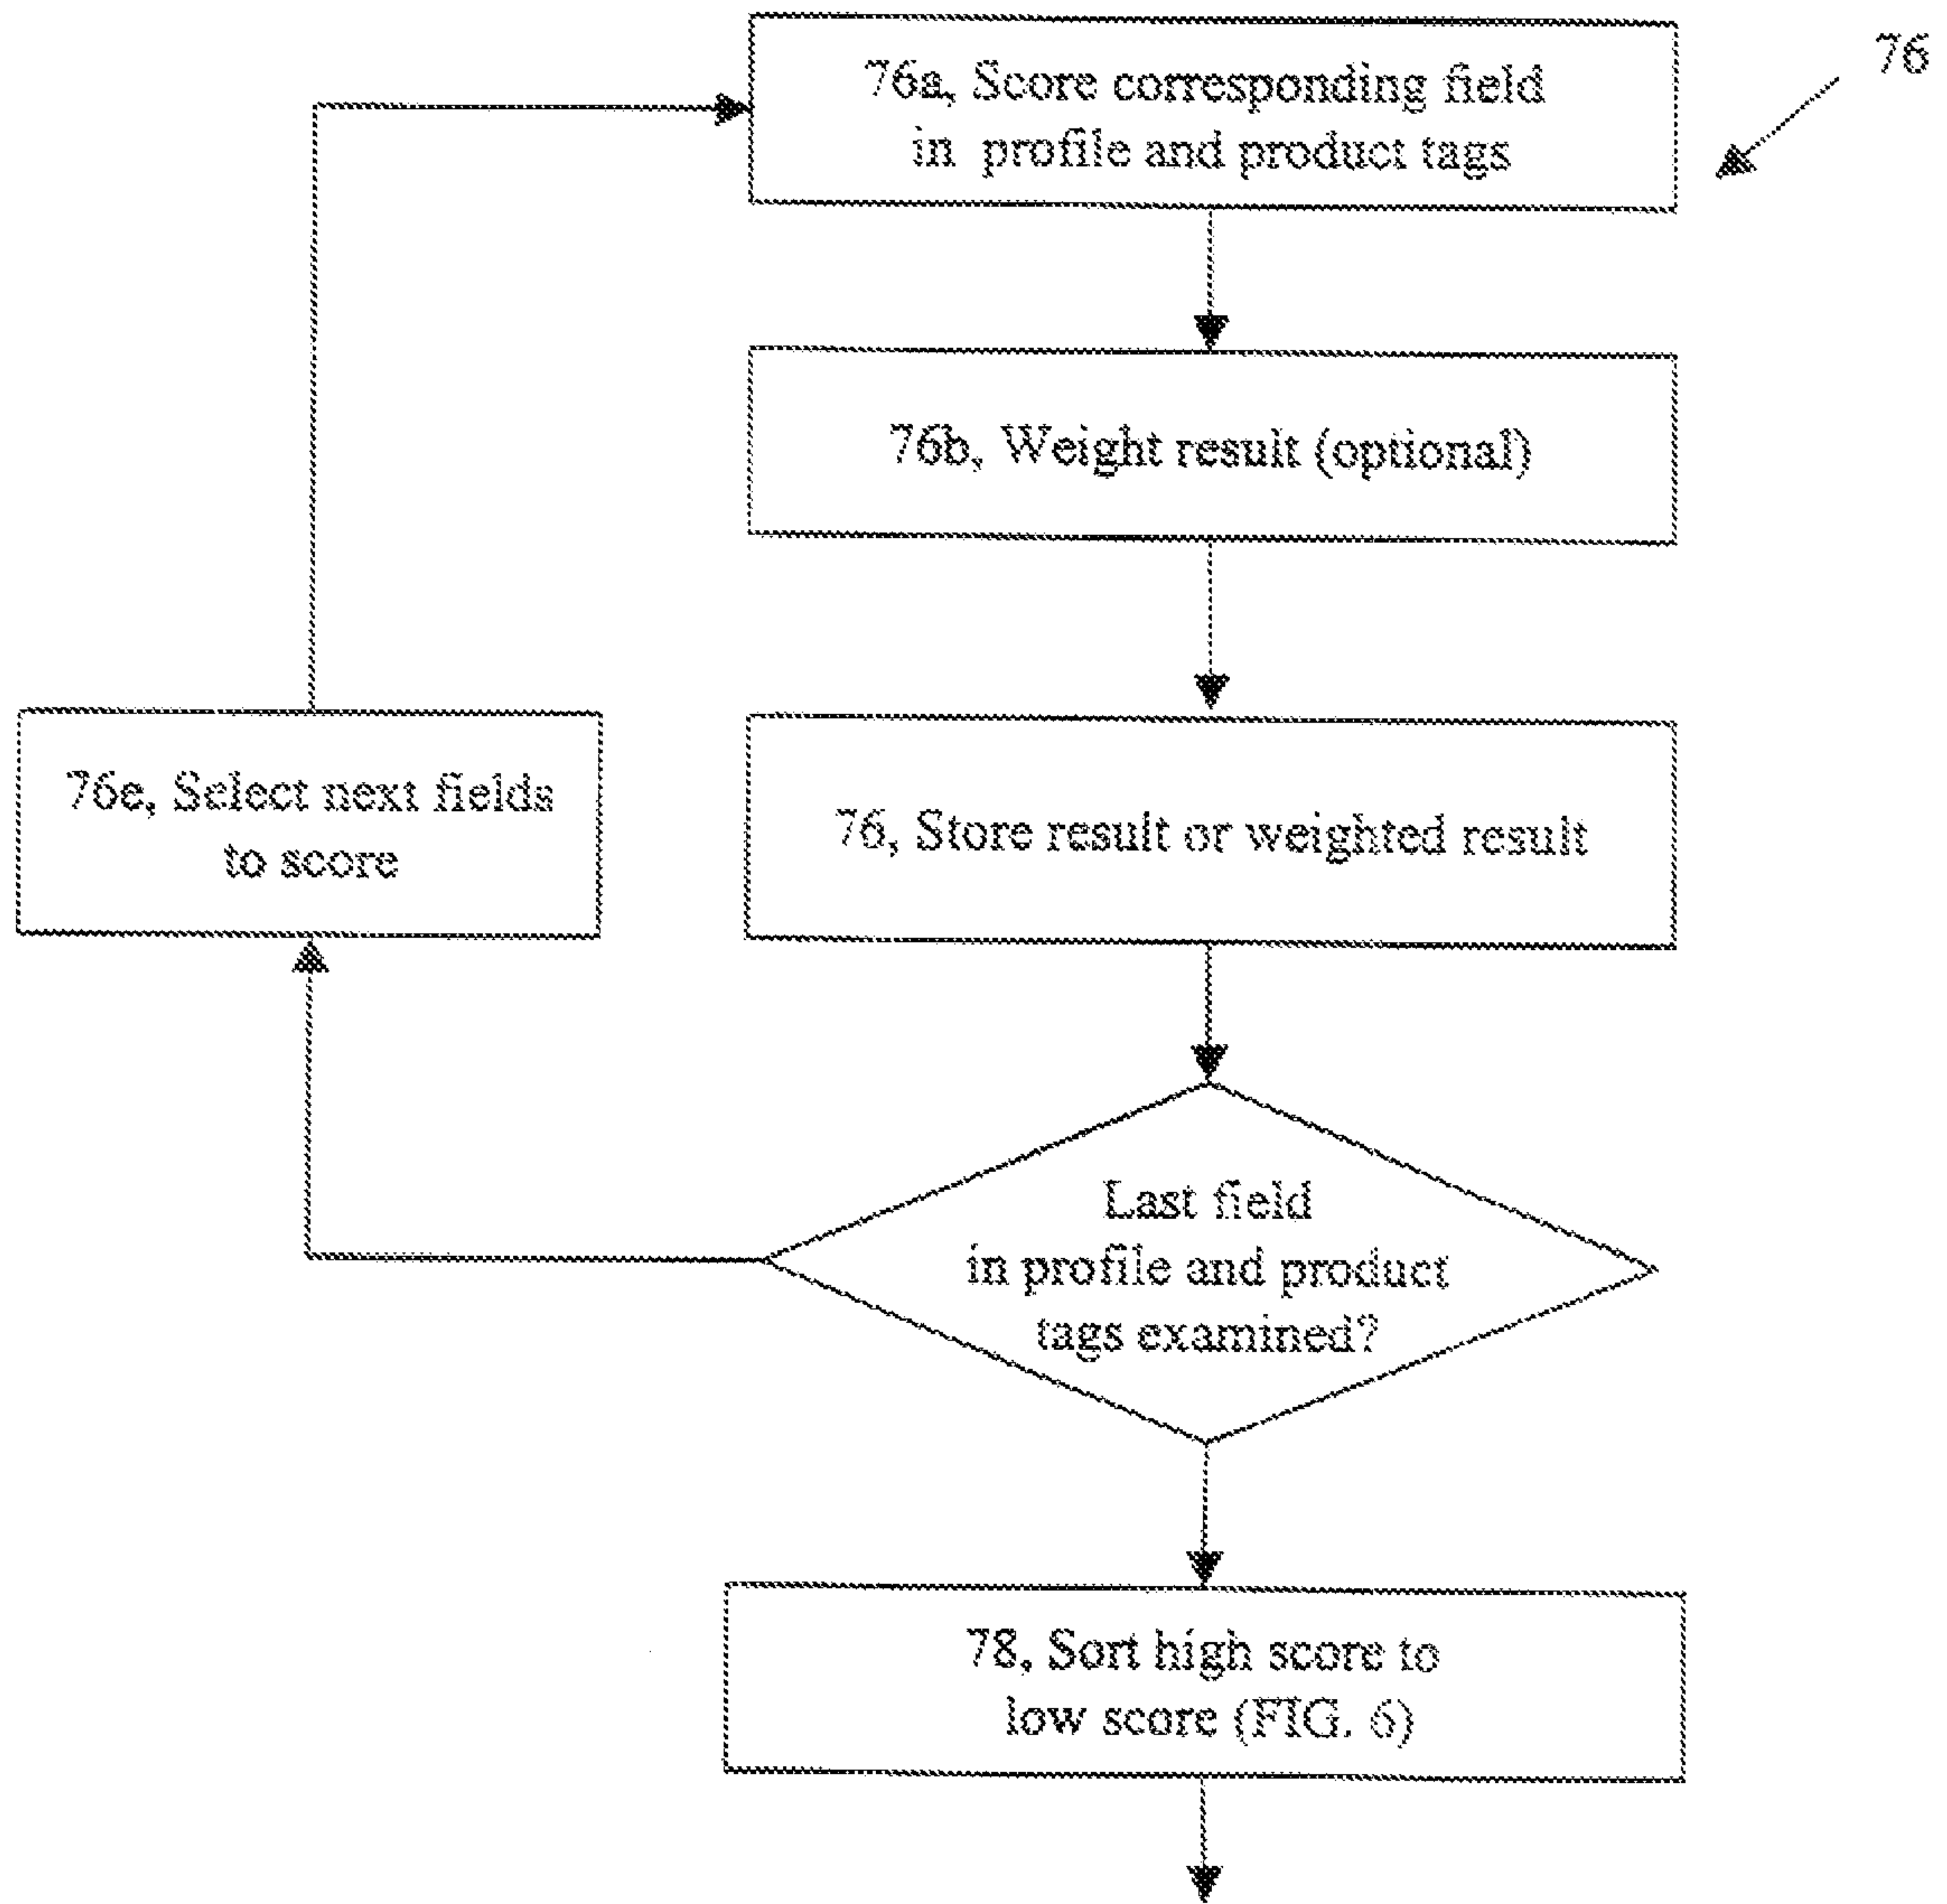 76
76a, Score corresponding field
in profile and product tags
76b, Weight result (optional)
76e, Select next fields
to score
76, Store result or weighted result
Last field
in profile and product
tags examined?
78, Sort high score to
low score (FIG. 6)